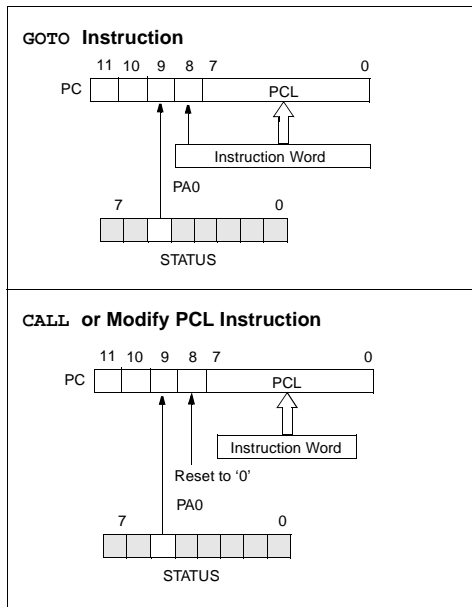 GOTO Instruction
11 10 9 8 7 0
PC PCL
Instruction Word
PA0
7 0
STATUS
CALL or Modify PCL Instruction
11 10 9 8 7 0
PC PCL
Instruction Word
Reset to ‘0’
PA0
7 0
STATUS